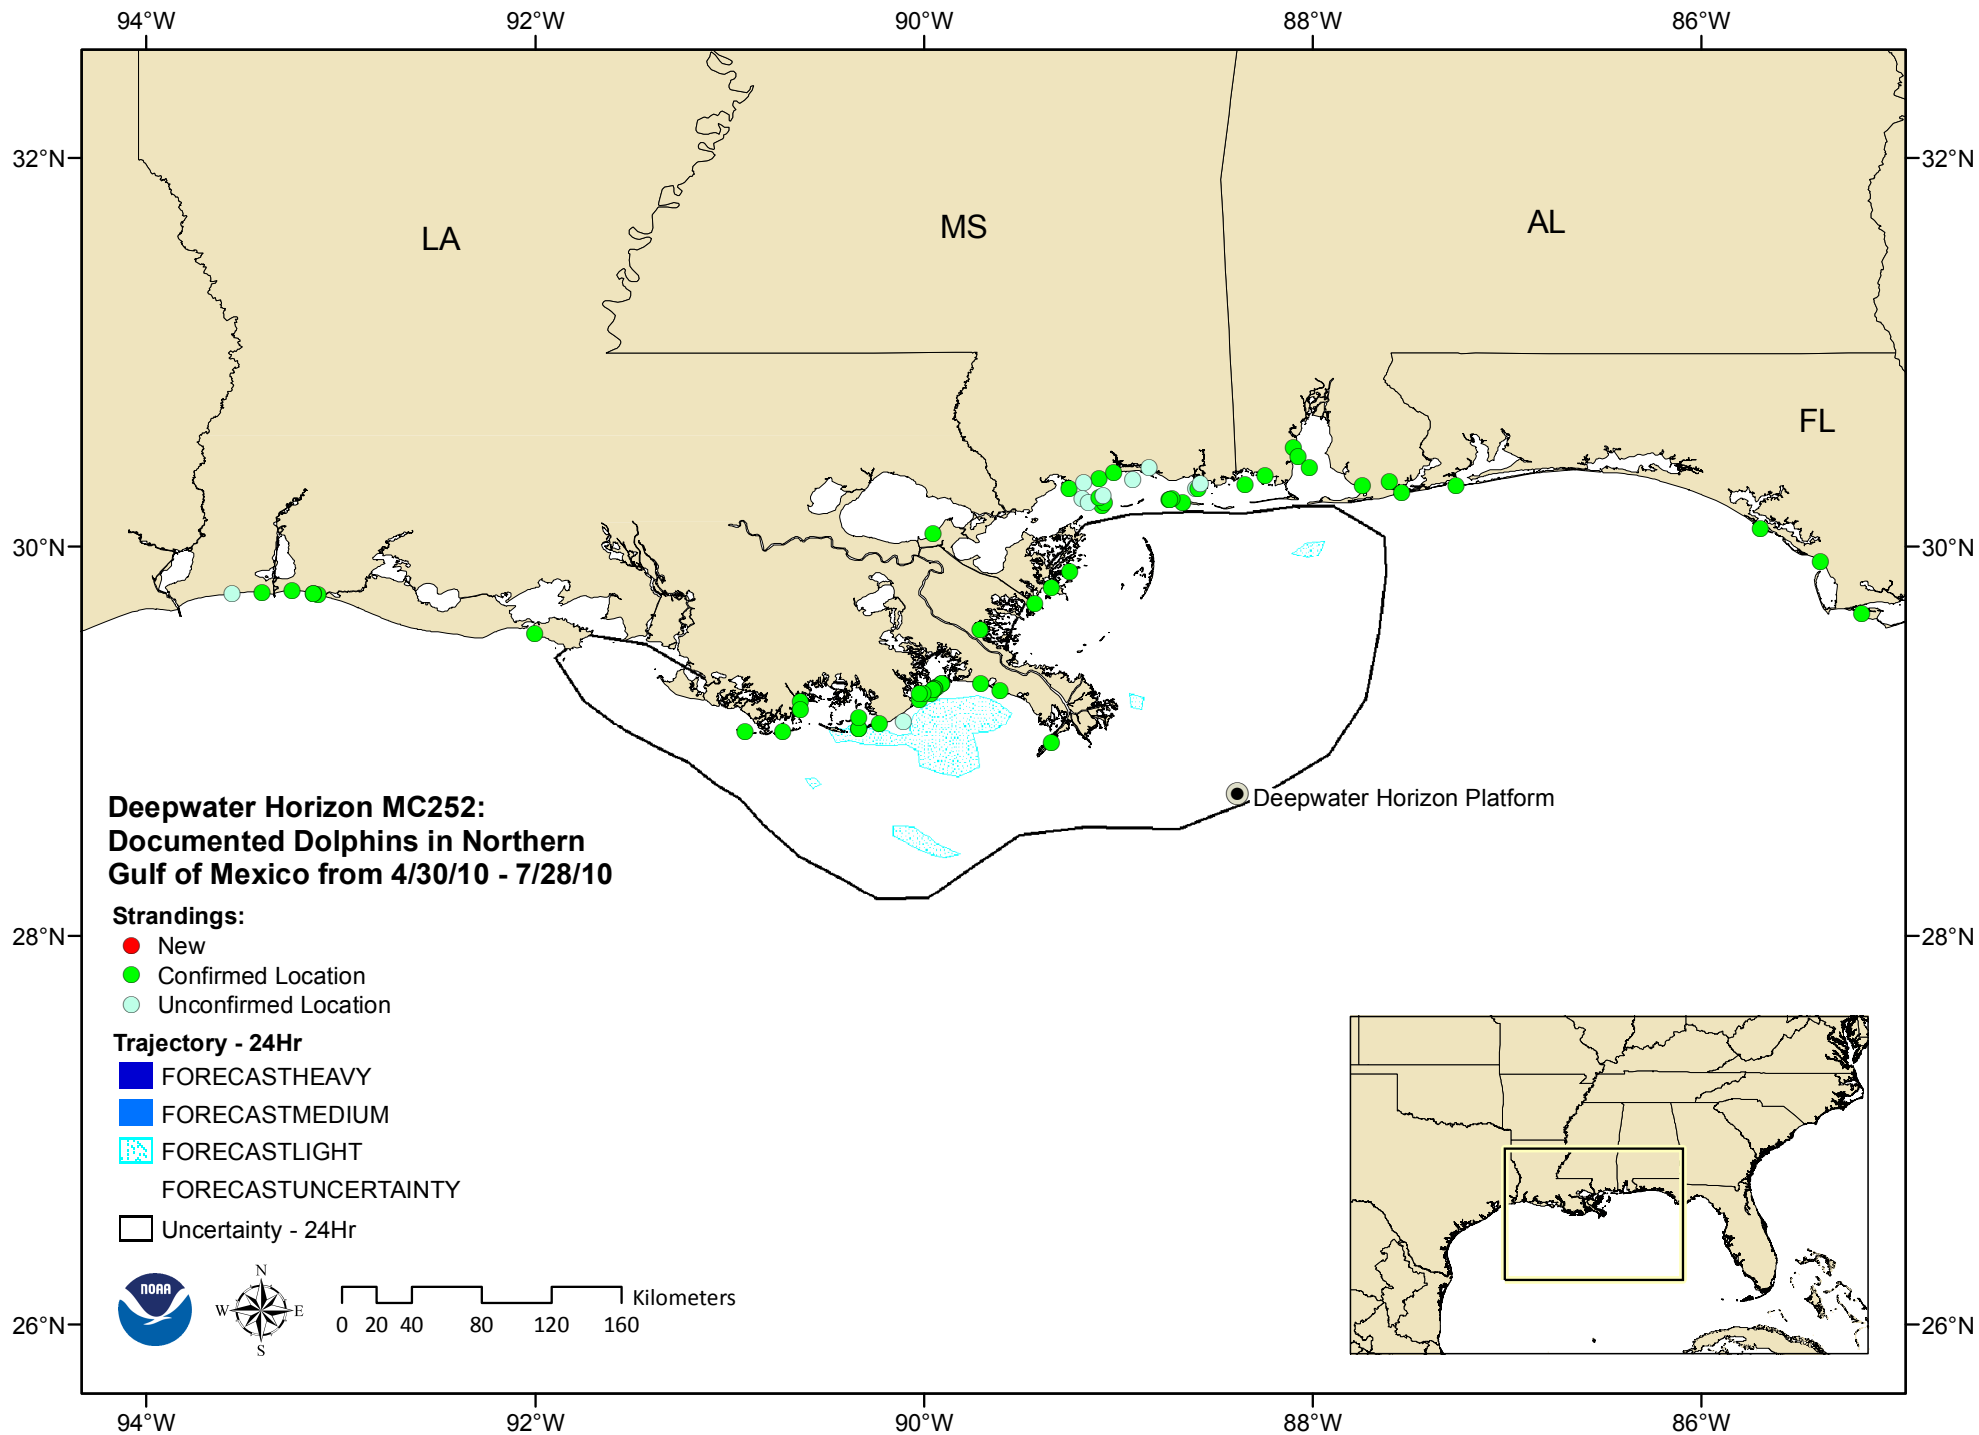 94°W 92°W 90°W 88°W 86°W
32°N 32°N
LA MS AL
FL
30°N 30°N
Deepwater Horizon Platform
Deepwater Horizon MC252:
Documented Dolphins in Northern
Gulf of Mexico from 4/30/10 - 7/28/10
Strandings:
28°N 28°N
New
Confirmed Location
Unconfirmed Location
Trajectory - 24Hr
FORECASTHEAVY
FORECASTMEDIUM
FORECASTLIGHT
FORECASTUNCERTAINTY
Uncertainty - 24Hr
NOAA
N
W E
S
Kilometers
0 20 40 80 120 160
26°N 26°N
94°W 92°W 90°W 88°W 86°W